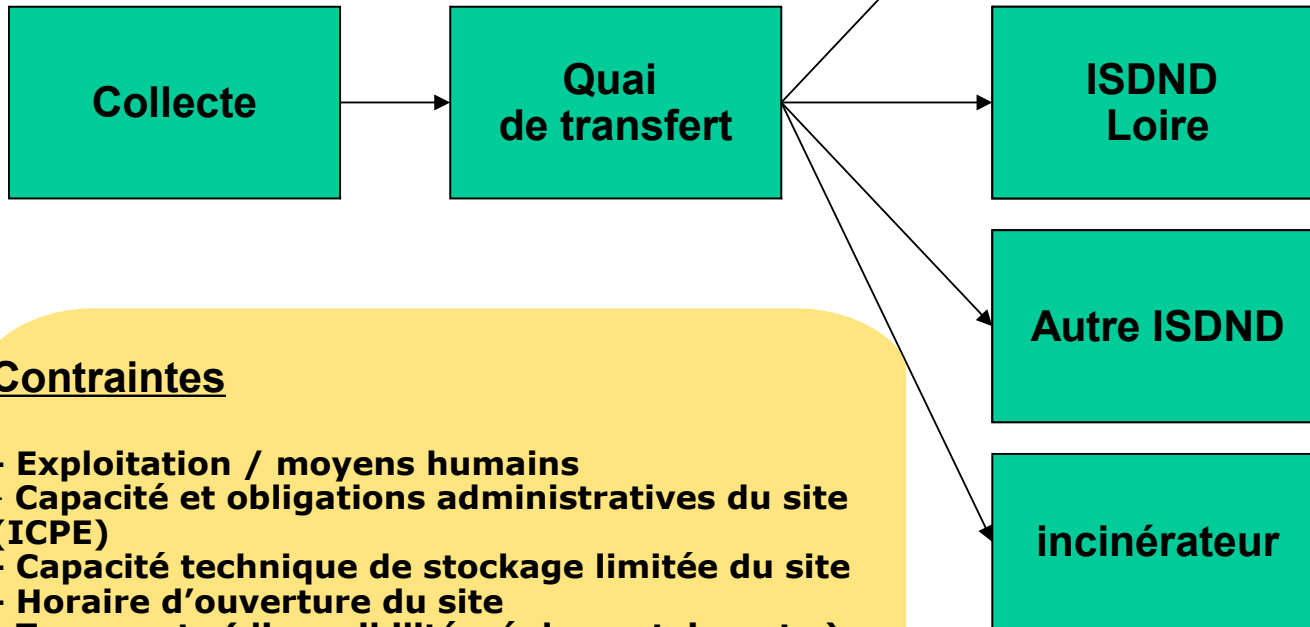 Collecte
Quai
de transfert
ISDND
Loire
Autre ISDND
incinérateur
Contraintes
- Exploitation / moyens humains
- Capacité et obligations administratives du site
(ICPE)
- Capacité technique de stockage limitée du site
- Horaire d’ouverture du site